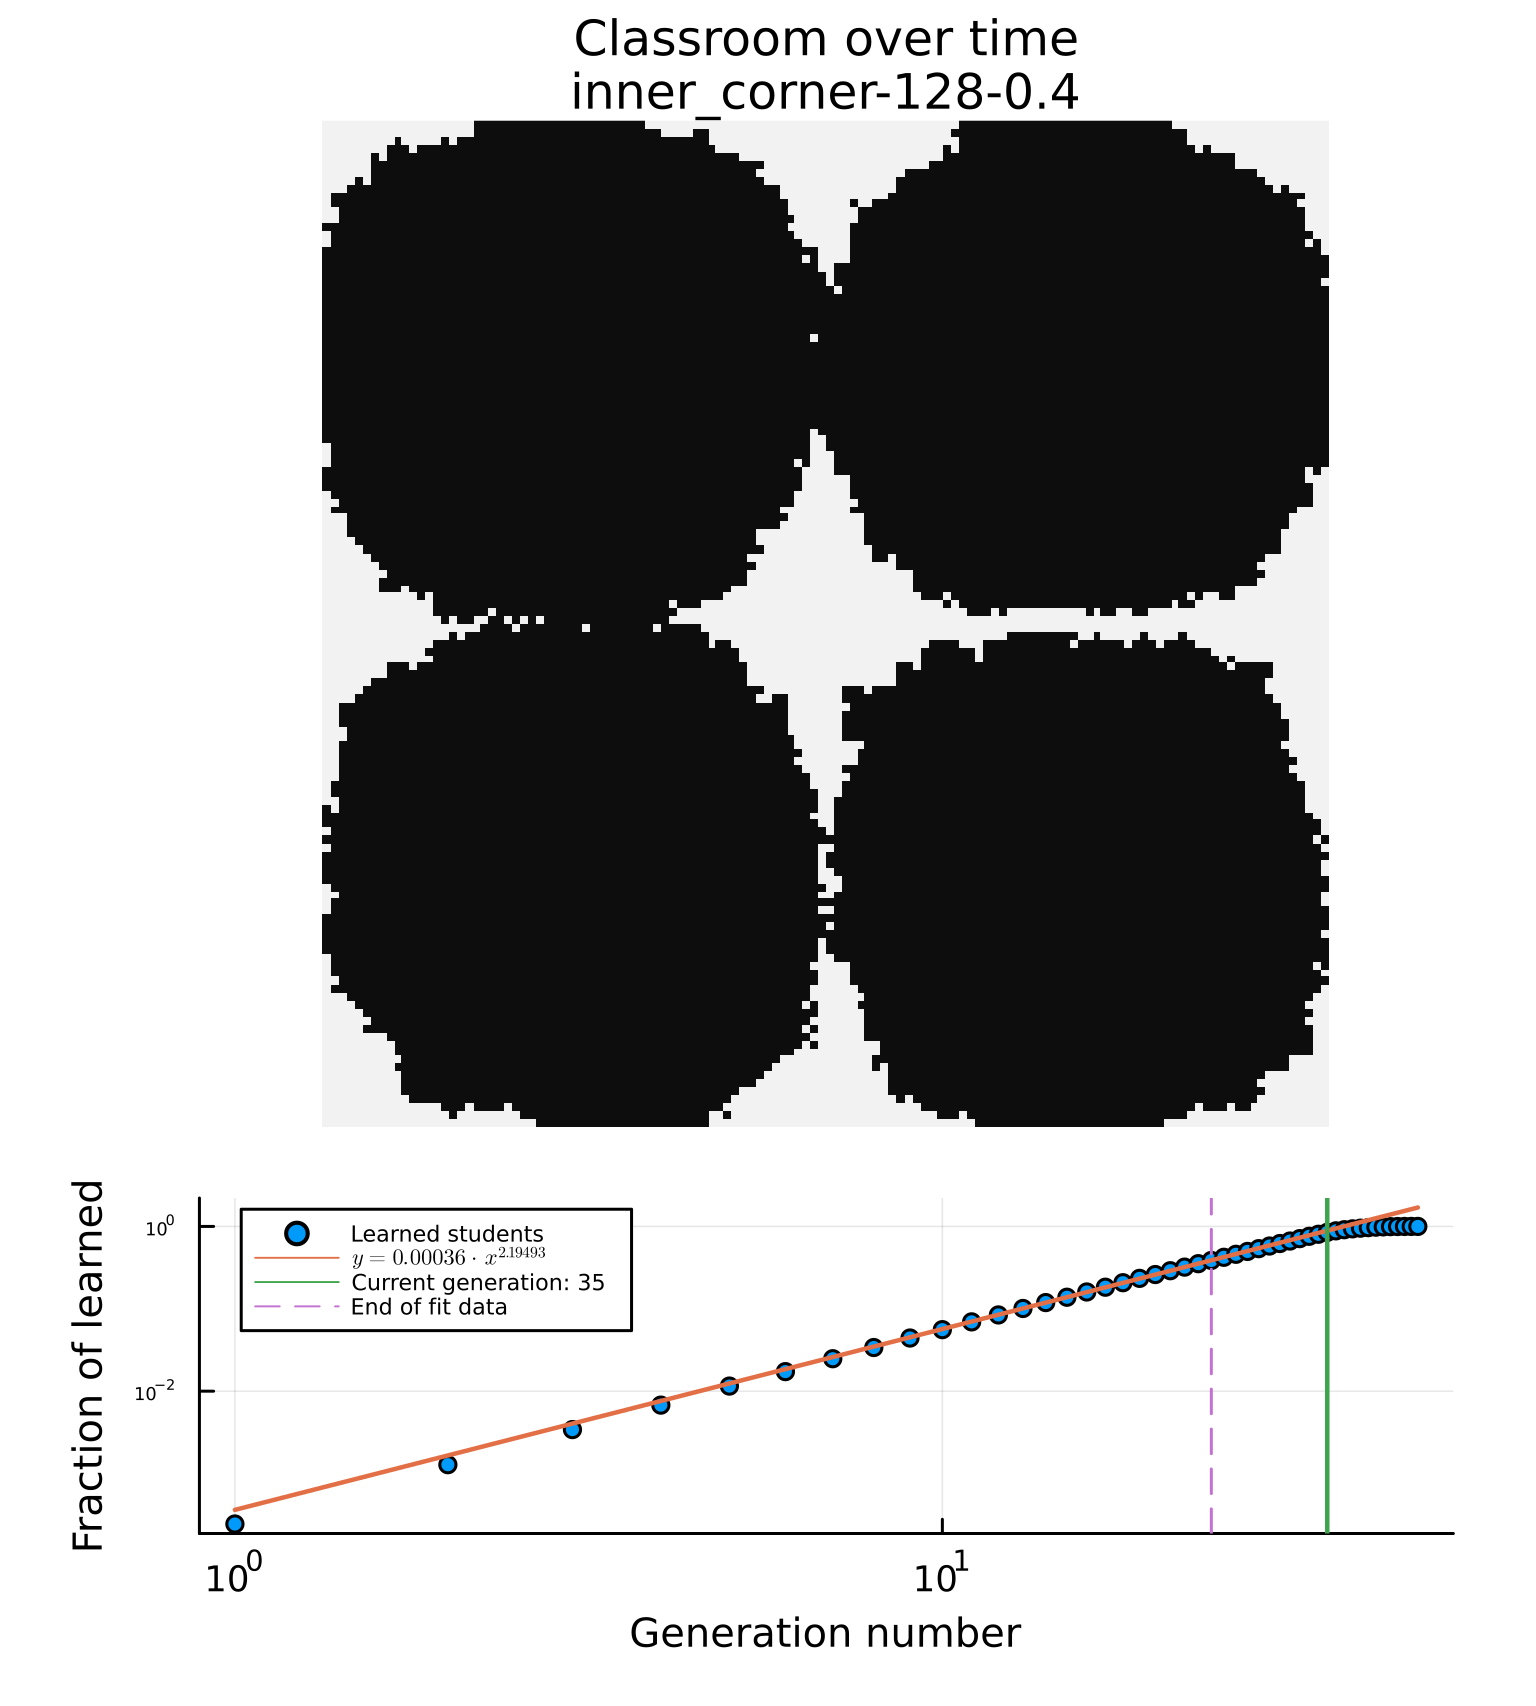 Classroom over time
inner_corner-128-0.4
Fraction of learned
10⁰
10⁻²
Learned students
y = 0.00036 · x^2.19493
Current generation: 35
End of fit data
10⁰
10¹
Generation number